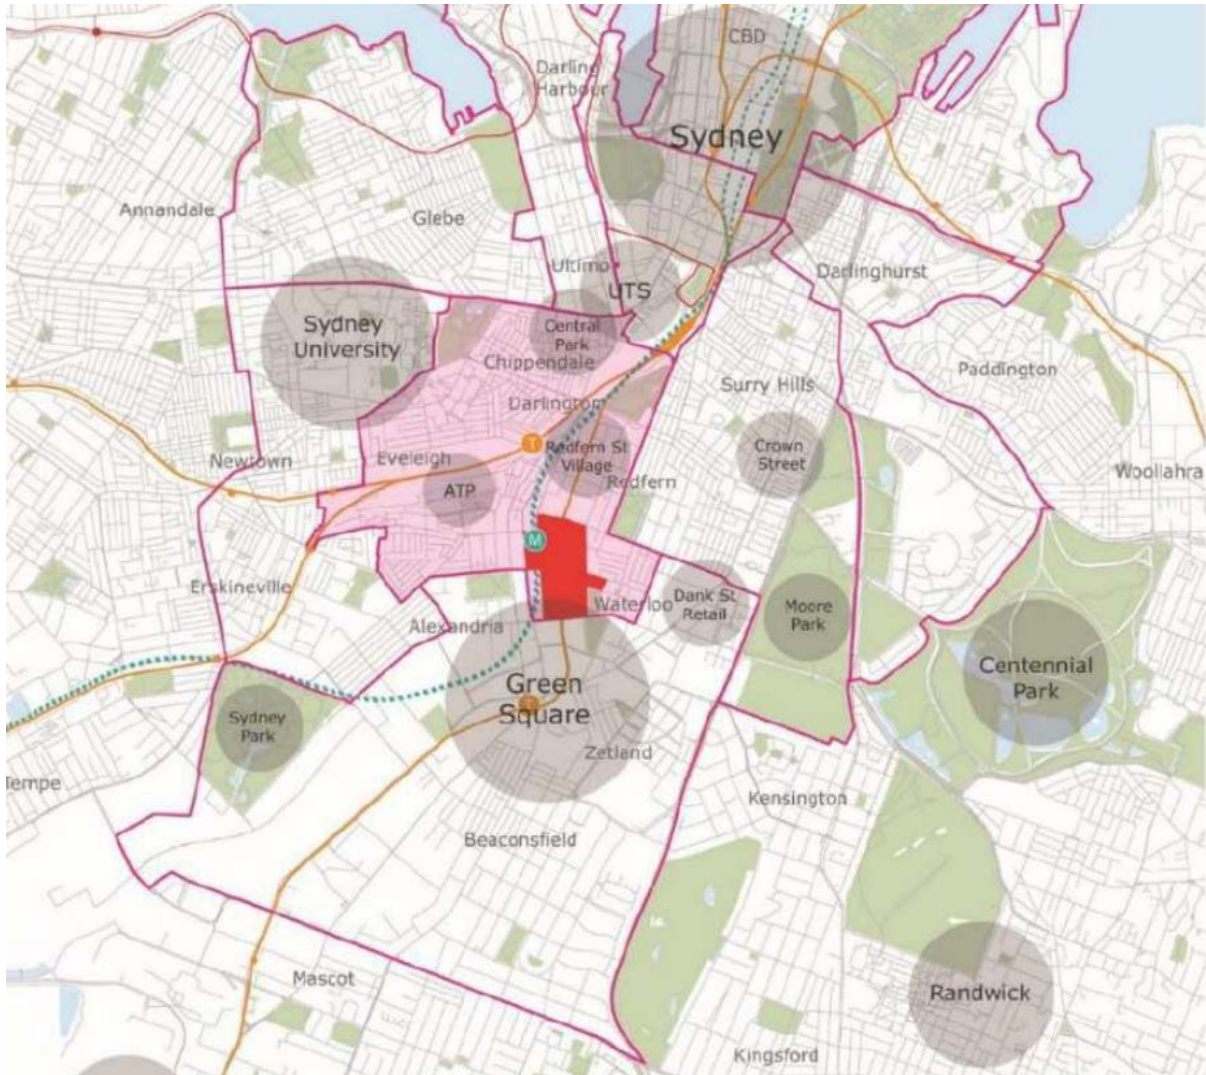 CBD
Darling
Harbour
Sydney
Annandale
Glebe
Ultimo
Darlinghurst
UTS
Sydney
University
Central
Park
Chippendale
Paddington
Surry Hills
Darlington
T
Redfern St
Village
Crown
Street
Newtown
Eveleigh
Woollahra
ATP
Redfern
M
Erskineville
Waterloo
Dank St
Retail
Moore
Park
Alexandria
Centennial
Park
Green
Square
T
Sydney
Park
Zetland
Tempe
Kensington
Beaconsfield
Mascot
Randwick
Kingsford